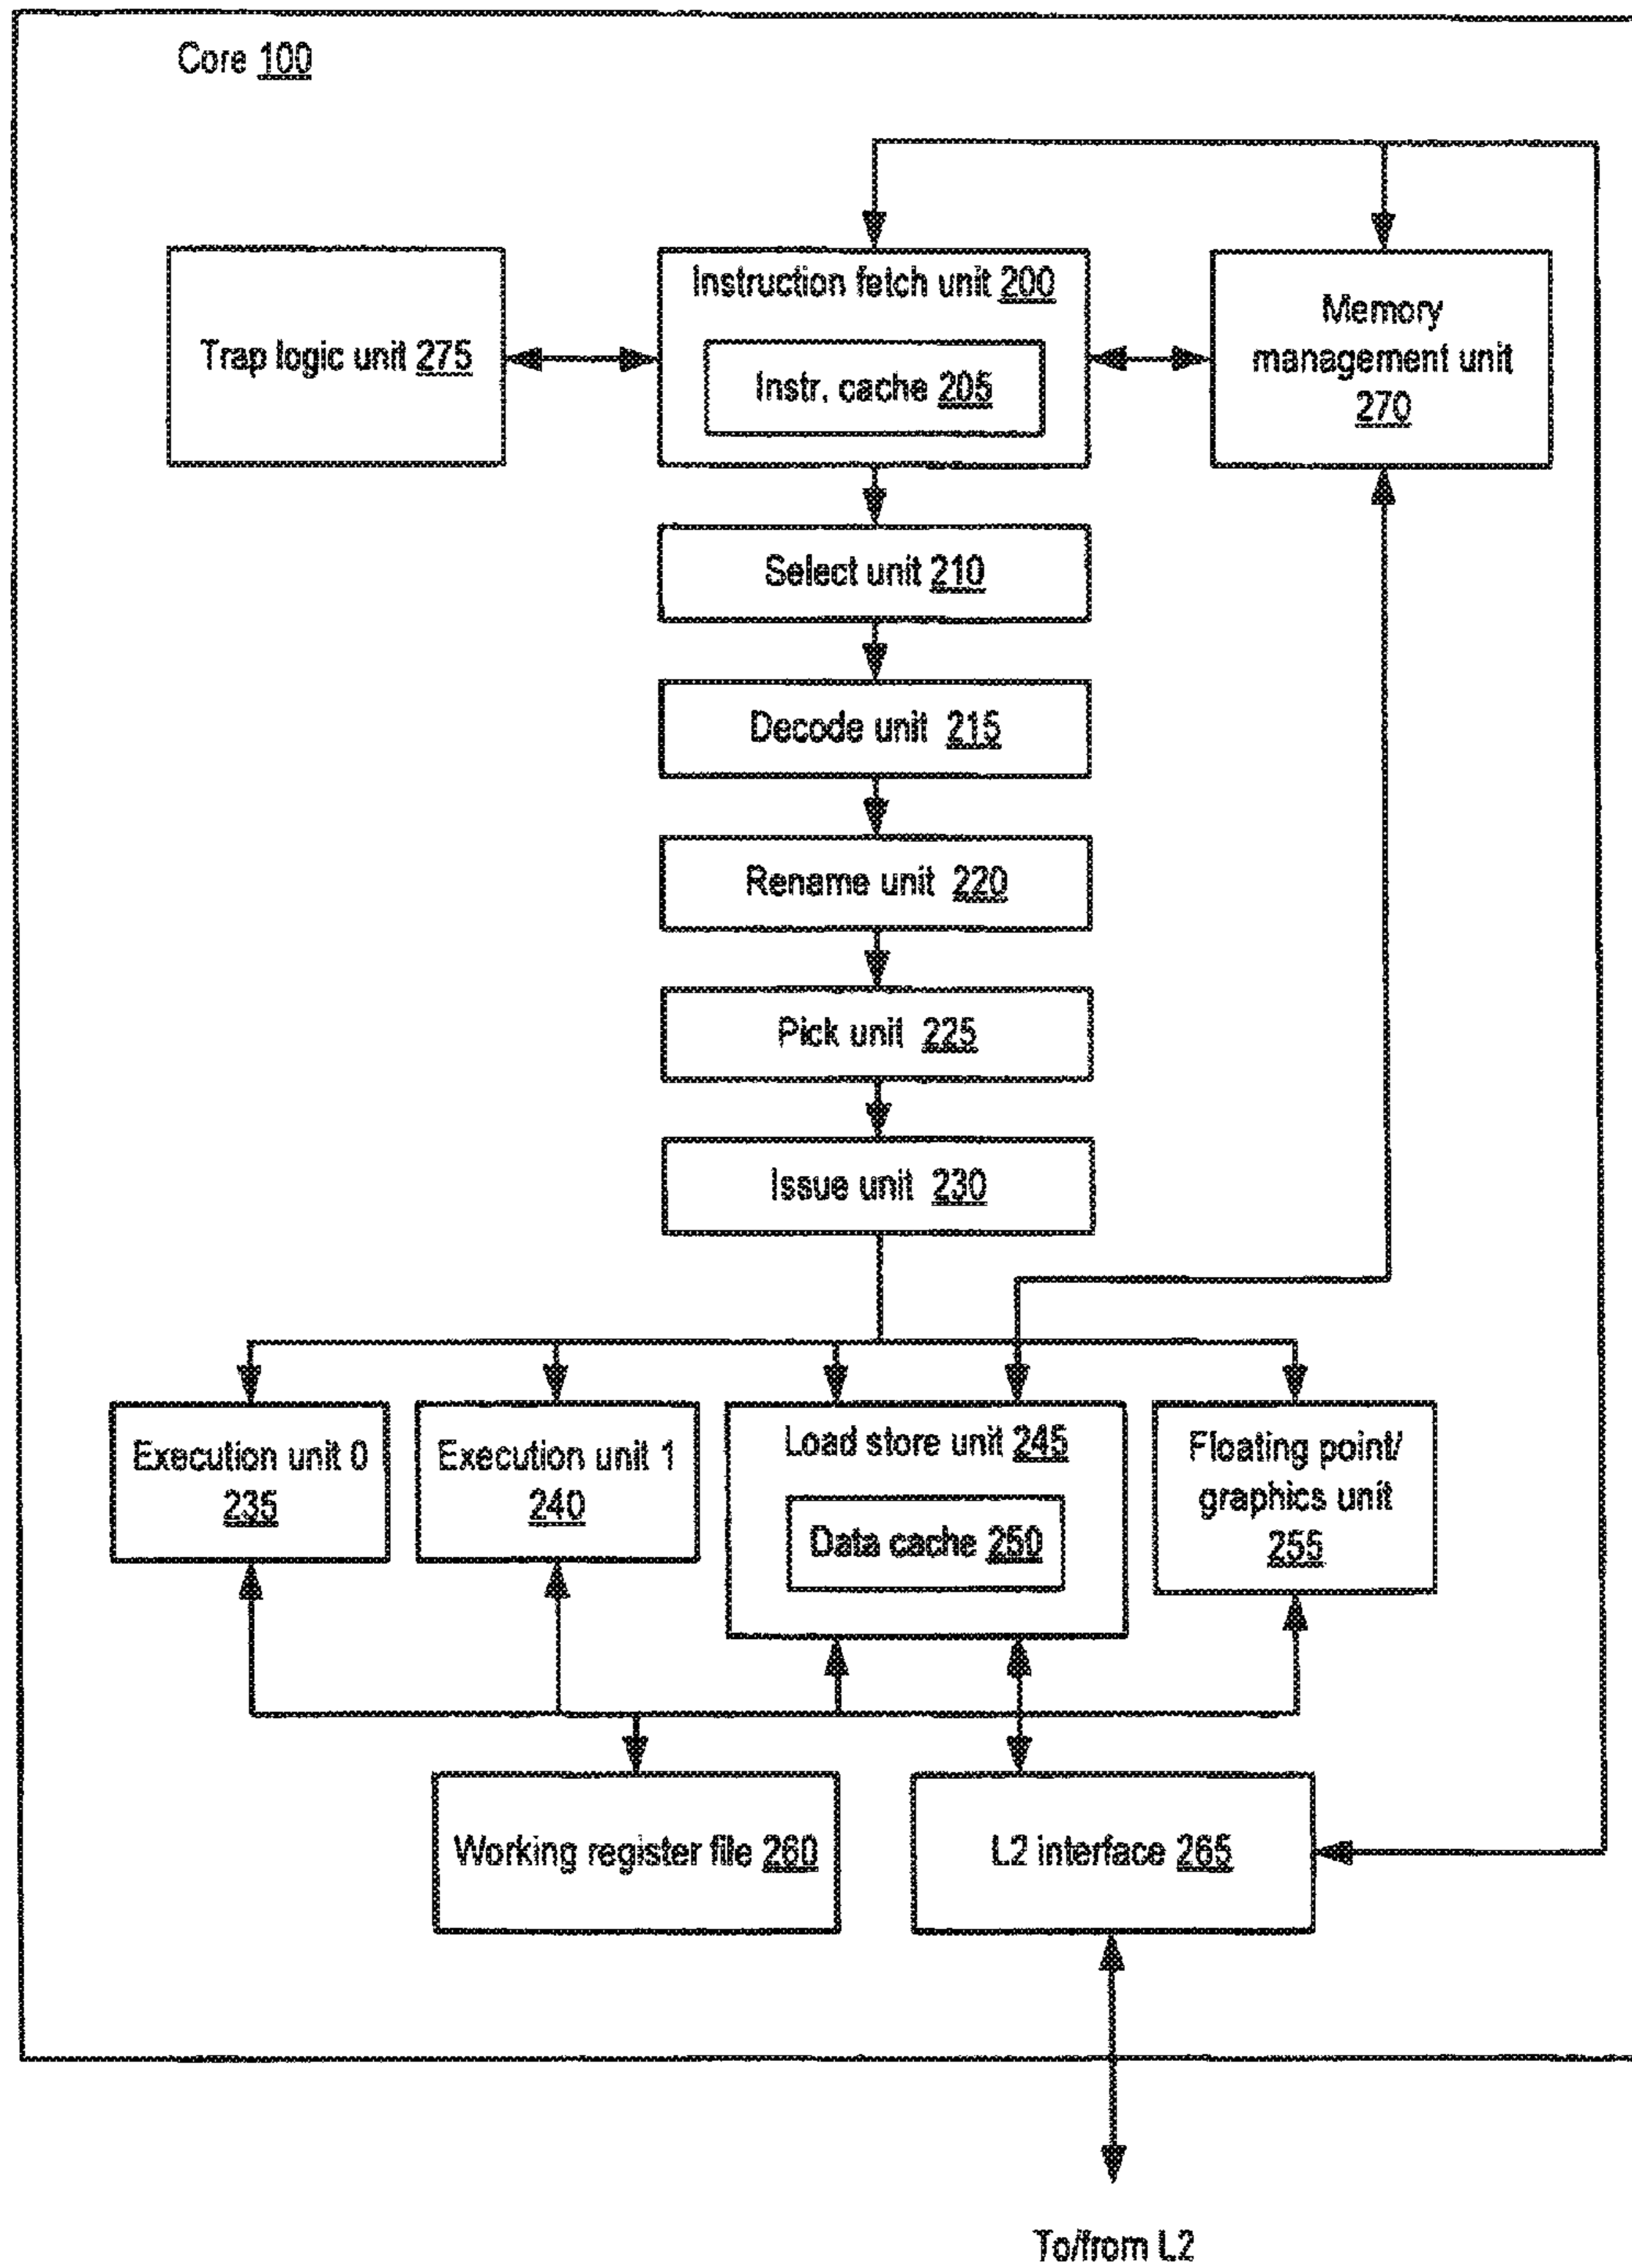 Core 100
Trap logic unit 275
Instruction fetch unit 200
Instr. cache 205
Memory
management unit
270
Select unit 210
Decode unit 215
Rename unit 220
Pick unit 225
Issue unit 230
Execution unit 0
235
Execution unit 1
240
Load store unit 245
Data cache 250
Floating point/
graphics unit
255
Working register file 260
L2 interface 265
To/from L2